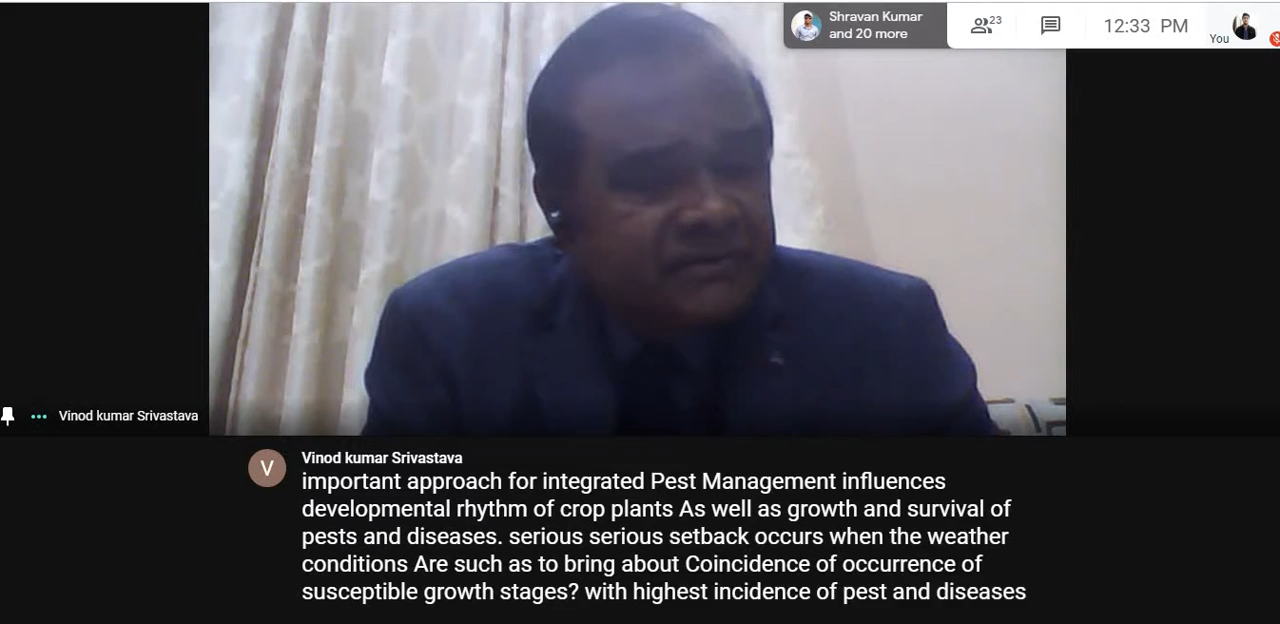 Shravan Kumar
and 20 more
23
12:33 PM
You
Vinod kumar Srivastava
V
Vinod kumar Srivastava
important approach for integrated Pest Management influences
developmental rhythm of crop plants As well as growth and survival of
pests and diseases. serious serious setback occurs when the weather
conditions Are such as to bring about Coincidence of occurrence of
susceptible growth stages? with highest incidence of pest and diseases